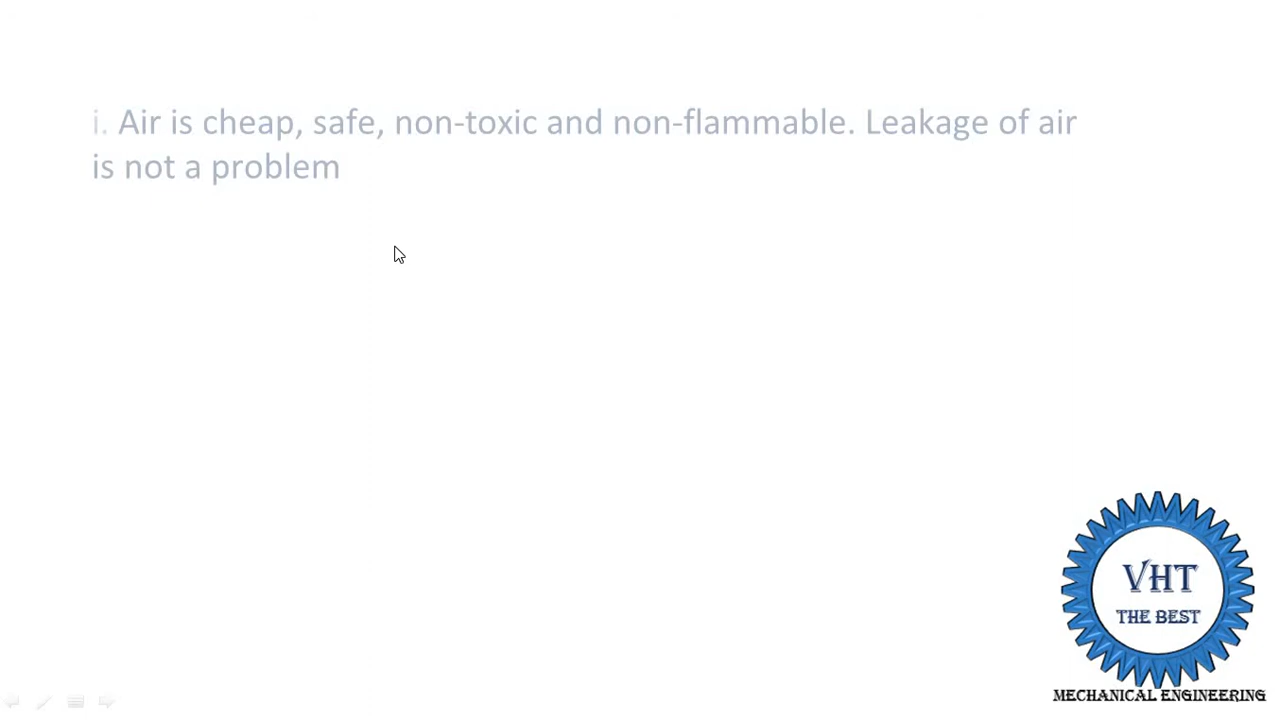 i. Air is cheap, safe, non-toxic and non-flammable. Leakage of air
is not a problem
VHT
THE BEST
MECHANICAL ENGINEERING